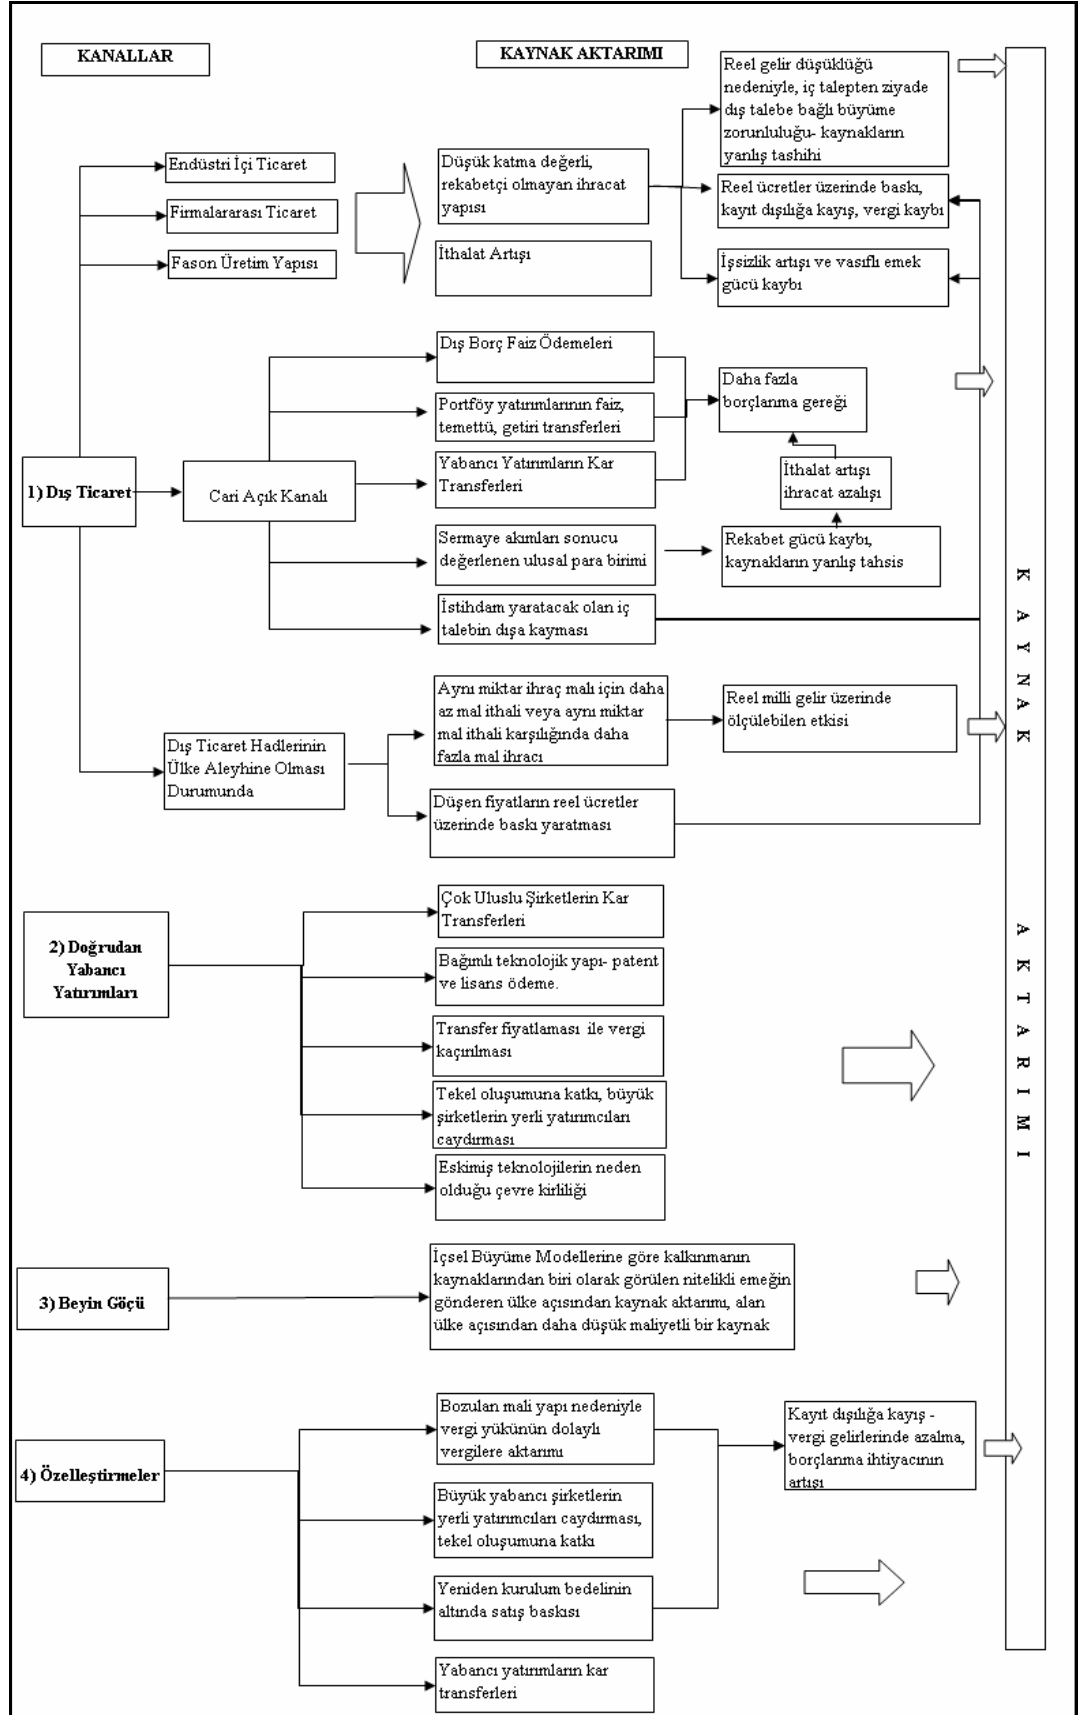 KANALLAR
KAYNAK AKTARIMI
Reel gelir düşüklüğü
nedeniyle, iç talepten ziyade
dış talebe bağlı büyüme
zorunluluğu- kaynakların
yanlış tashihi
Endüstri İçi Ticaret
Firmalararası Ticaret
Fason Üretim Yapısı
Düşük katma değerli,
rekabetçi olmayan ihracat
yapısı
İthalat Artışı
Reel ücretler üzerinde baskı,
kayıt dışılığa kayış, vergi kaybı
İşsizlik artışı ve vasıflı emek
gücü kaybı
1) Dış Ticaret
Cari Açık Kanalı
Dış Borç Faiz Ödemeleri
Portföy yatırımlarının faiz,
temettü, getiri transferleri
Yabancı Yatırımların Kar
Transferleri
Daha fazla
borçlanma gereği
İthalat artışı
ihracat azalışı
Sermaye akımları sonucu
değerlenen ulusal para birimi
Rekabet gücü kaybı,
kaynakların yanlış tahsis
İstihdam yaratacak olan iç
talebin dışa kayması
Dış Ticaret Hadlerinin
Ülke Aleyhine Olması
Durumunda
Aynı miktar ihraç malı için daha
az mal ithali veya aynı miktar
mal ithali karşılığında daha
fazla mal ihracı
Reel milli gelir üzerinde
ölçülebilen etkisi
Düşen fiyatların reel ücretler
üzerinde baskı yaratması
2) Doğrudan
Yabancı
Yatırımları
Çok Uluslu Şirketlerin Kar
Transferleri
Bağımlı teknolojik yapı- patent
ve lisans ödeme.
Transfer fiyatlaması ile vergi
kaçırılması
Tekel oluşumuna katkı, büyük
şirketlerin yerli yatırımcıları
caydırması
Eskimiş teknolojilerin neden
olduğu çevre kirliliği
3) Beyin Göçü
İçsel Büyüme Modellerine göre kalkınmanın
kaynaklarından biri olarak görülen nitelikli emeğin
gönderen ülke açısından kaynak aktarımı, alan
ülke açısından daha düşük maliyetli bir kaynak
4) Özelleştirmeler
Bozulan mali yapı nedeniyle
vergi yükünün dolaylı
vergilere aktarımı
Büyük yabancı şirketlerin
yerli yatırımcıları caydırması,
tekel oluşumuna katkı
Yeniden kurulum bedelinin
altında satış baskısı
Yabancı yatırımların kar
transferleri
Kayıt dışılığa kayış -
vergi gelirlerinde azalma,
borçlanma ihtiyacının
artışı
KAYNAK AKTARIMI